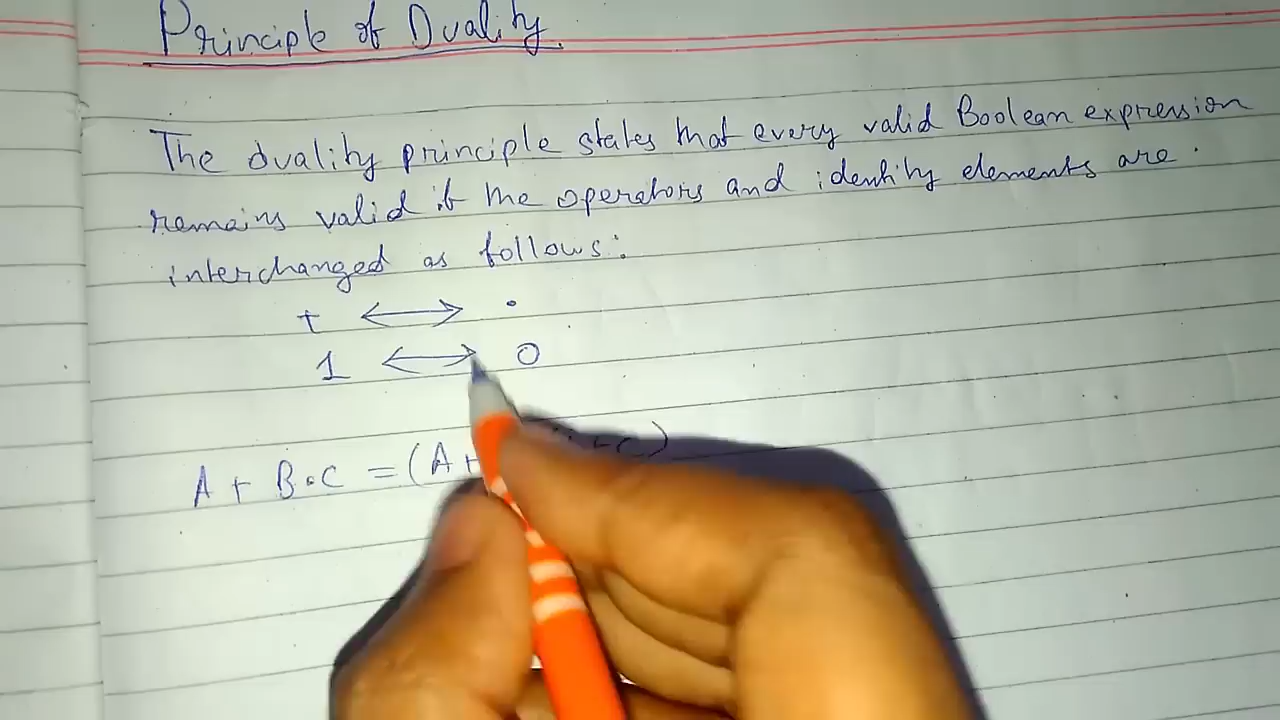 Principle of Duality.
The duality principle states that every valid Boolean expression
remains valid if the operators and identity elements are.
interchanged as follows:
+ ⟷ ·
1 ⟷ 0
A + B·C = (A+ +C)